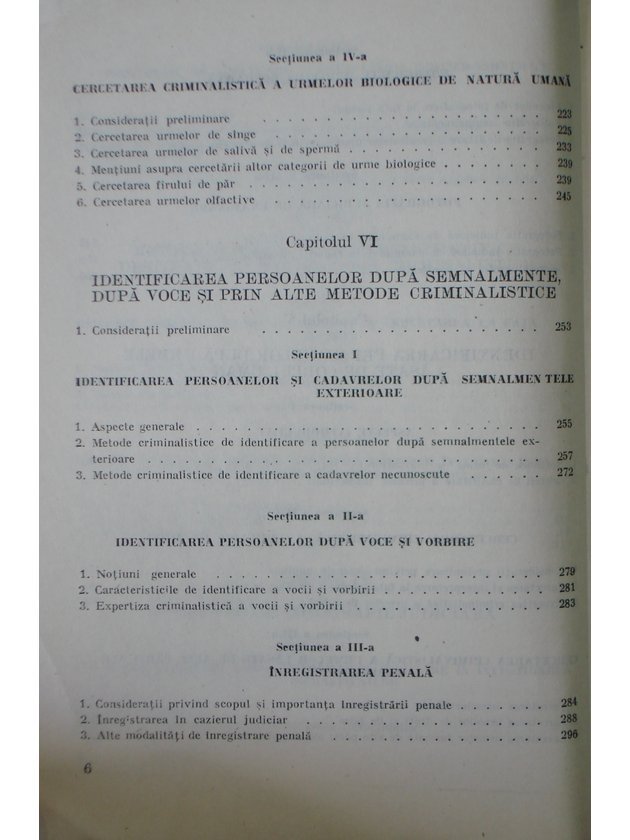 Secţiunea a IV-a
CERCETAREA CRIMINALISTICĂ A URMELOR BIOLOGICE DE NATURĂ UMANĂ
1. Consideraţii preliminare . . . . . . . . . . . . . . . . 223
2. Cercetarea urmelor de sînge . . . . . . . . . . . . . . . . 225
3. Cercetarea urmelor de salivă şi de spermă . . . . . . . . . . . . 233
4. Menţiuni asupra cercetării altor categorii de urme biologice . . . . . . . 239
5. Cercetarea firului de păr . . . . . . . . . . . . . . . . . 239
6. Cercetarea urmelor olfactive . . . . . . . . . . . . . . . . 245
Capitolul VI
IDENTIFICAREA PERSOANELOR DUPĂ SEMNALMENTE,
DUPĂ VOCE ŞI PRIN ALTE METODE CRIMINALISTICE
1. Consideraţii preliminare . . . . . . . . . . . . . . . . 253
Secţiunea I
IDENTIFICAREA PERSOANELOR ŞI CADAVRELOR DUPĂ SEMNALMENTELE
EXTERIOARE
1. Aspecte generale . . . . . . . . . . . . . . . . . . . 255
2. Metode criminalistice de identificare a persoanelor după semnalmentele ex-
terioare . . . . . . . . . . . . . . . . . . . . . . 257
3. Metode criminalistice de identificare a cadavrelor necunoscute . . . . . . 272
Secţiunea a II-a
IDENTIFICAREA PERSOANELOR DUPĂ VOCE ŞI VORBIRE
1. Noţiuni generale . . . . . . . . . . . . . . . . . . 279
2. Caracteristicile de identificare a vocii şi vorbirii . . . . . . . . . . 281
3. Expertiza criminalistică a vocii şi vorbirii . . . . . . . . . . . . 283
Secţiunea a III-a
ÎNREGISTRAREA PENALĂ
1. Consideraţii privind scopul şi importanţa înregistrării penale . . . . . . 284
2. Înregistrarea în cazierul judiciar . . . . . . . . . . . . . . 288
3. Alte modalităţi de înregistrare penală . . . . . . . . . . . . . 296
6